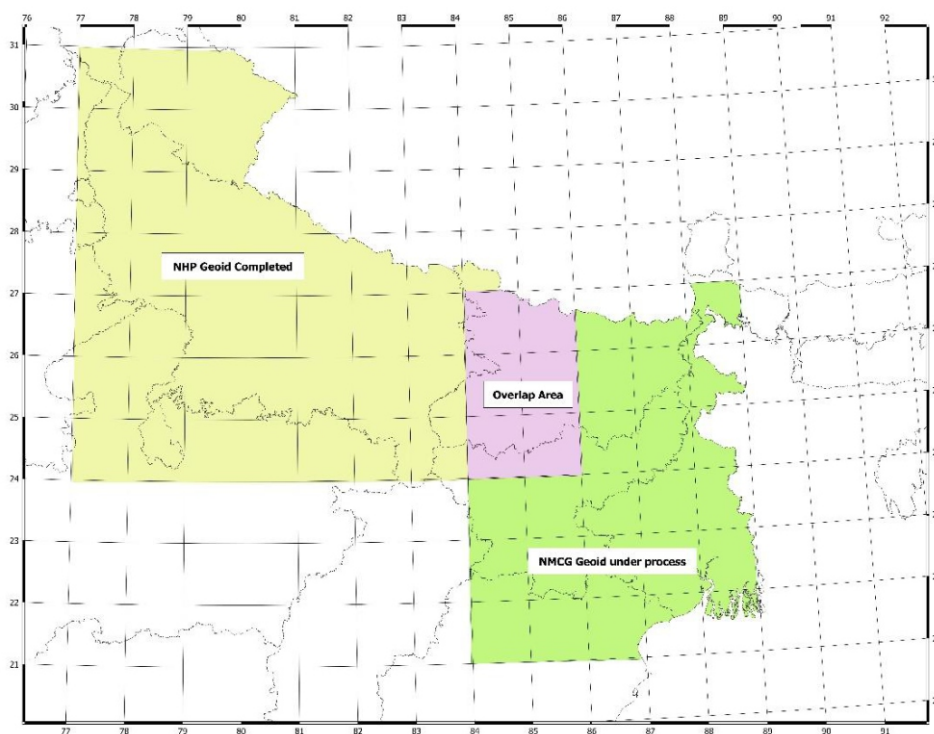 78 79 80 81 82 83 84 85 86 87 88 89 90 91 92
31
30
29
28
NHP Geoid Completed
27
26
Overlap Area
25
24
23
NMCG Geoid under process
22
21
77 78 79 80 81 82 83 84 85 86 87 88 89 90 91